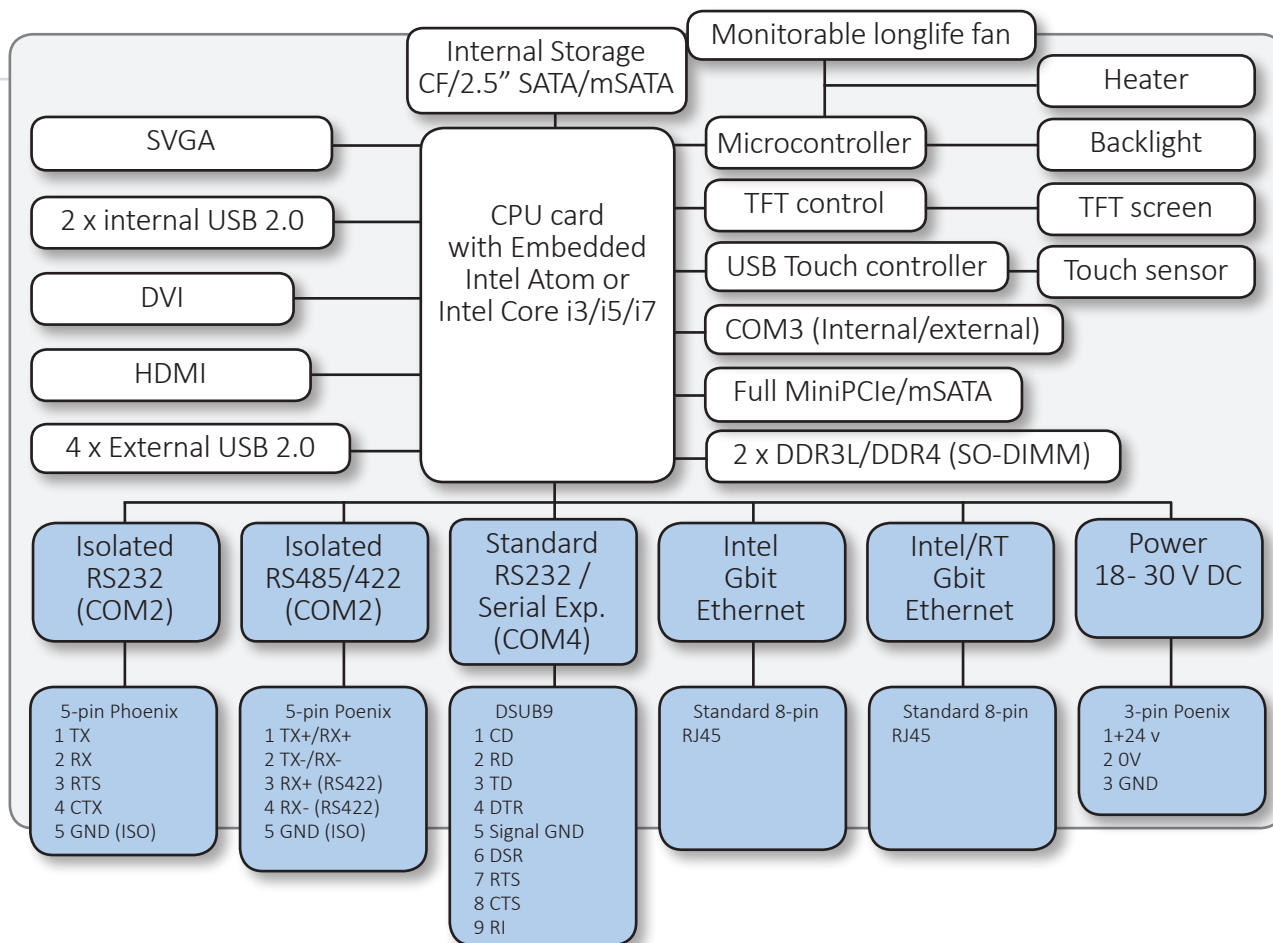 Internal Storage
CF/2.5” SATA/mSATA
Monitorable longlife fan
Heater
SVGA
Microcontroller
Backlight
2 x internal USB 2.0
CPU card
with Embedded
Intel Atom or
Intel Core i3/i5/i7
TFT control
TFT screen
USB Touch controller
Touch sensor
DVI
COM3 (Internal/external)
HDMI
Full MiniPCIe/mSATA
4 x External USB 2.0
2 x DDR3L/DDR4 (SO-DIMM)
Isolated
RS232
(COM2)
Isolated
RS485/422
(COM2)
Standard
RS232 /
Serial Exp.
(COM4)
Intel
Gbit
Ethernet
Intel/RT
Gbit
Ethernet
Power
18- 30 V DC
5-pin Phoenix
1 TX
2 RX
3 RTS
4 CTX
5 GND (ISO)
5-pin Poenix
1 TX+/RX+
2 TX-/RX-
3 RX+ (RS422)
4 RX- (RS422)
5 GND (ISO)
DSUB9
1 CD
2 RD
3 TD
4 DTR
5 Signal GND
6 DSR
7 RTS
8 CTS
9 RI
Standard 8-pin
RJ45
Standard 8-pin
RJ45
3-pin Poenix
1+24 v
2 0V
3 GND